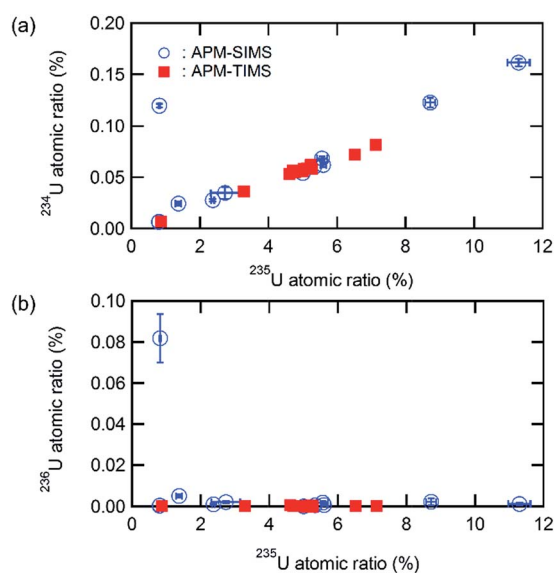 (a)
²³⁴U atomic ratio (%)
0.20
0.15
0.10
0.05
0.00
: APM-SIMS
: APM-TIMS
0 2 4 6 8 10 12
²³⁵U atomic ratio (%)
(b)
²³⁶U atomic ratio (%)
0.10
0.08
0.06
0.04
0.02
0.00
0 2 4 6 8 10 12
²³⁵U atomic ratio (%)